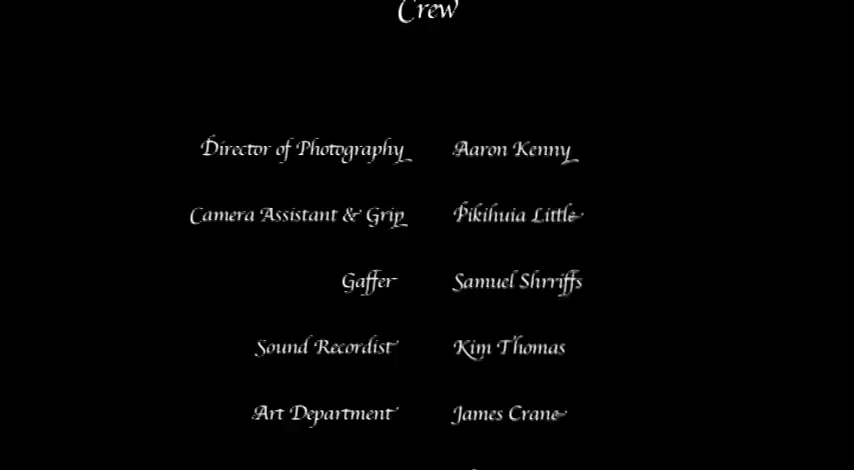 Crew
Director of Photography Aaron Kenny
Camera Assistant & Grip Pikihuia Little
Gaffer Samuel Shrriffs
Sound Recordist Kim Thomas
Art Department James Crane